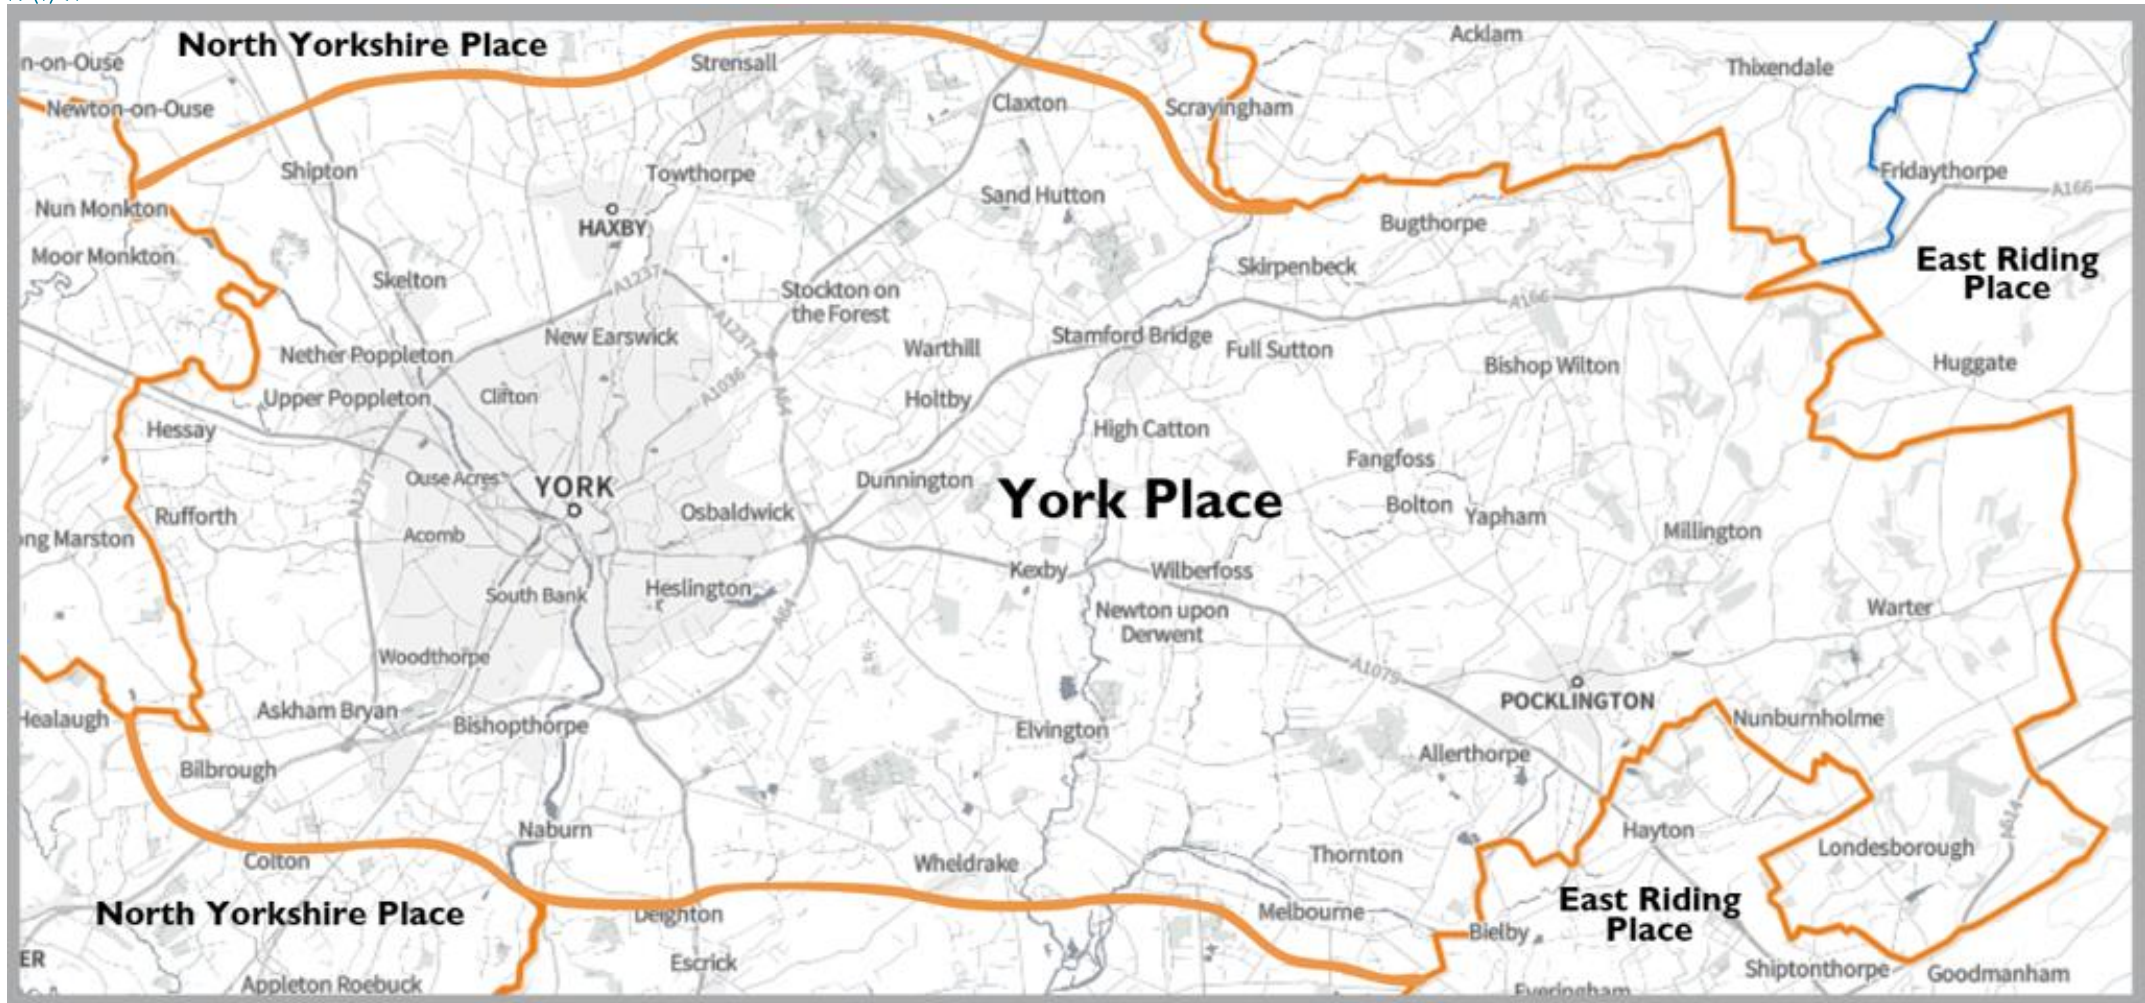 North Yorkshire Place
Acklam
n-on-Ouse
Strensall
Thixendale
Newton-on-Ouse
Claxton
Scrayingham
Shipton
Towthorpe
Fridaythorpe
A166
Sand Hutton
Nun Monkton
HAXBY
Bugthorpe
Moor Monkton
East Riding
Place
Skelton
A1237
Stockton on
the Forest
Skirpenbeck
A166
New Earswick
A1237
Stamford Bridge
Warthill
Full Sutton
Nether Poppleton
Bishop Wilton
Huggate
Upper Poppleton
Clifton
A1036
A64
Holtby
Hessay
High Catton
Fangfoss
Ouse Acres
YORK
Dunnington
York Place
A1237
Rufforth
Osbaldwick
Bolton
Yapham
Millington
ong Marston
Acomb
Kexby
Wilberfoss
South Bank
Heslington
Newton upon
Derwent
Warter
A64
Woodthorpe
A1079
POCKLINGTON
Healaugh
Askham Bryan
Bishopthorpe
Elvington
Nunburnholme
Allerthorpe
Bilbrough
Naburn
Hayton
A614
Colton
Wheldrake
Thornton
Londesborough
North Yorkshire Place
Deighton
Melbourne
East Riding
Place
Bielby
ER
Escrick
Shiptonthorpe
Goodmanham
Appleton Roebuck
Everingham